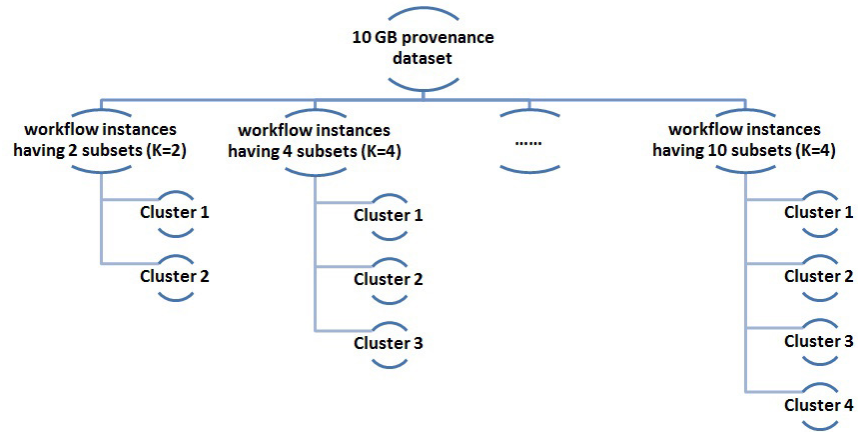 10 GB provenance
dataset
workflow instances
having 2 subsets (K=2)
workflow instances
having 4 subsets (K=4)
......
workflow instances
having 10 subsets (K=4)
Cluster 1
Cluster 2
Cluster 1
Cluster 2
Cluster 3
Cluster 1
Cluster 2
Cluster 3
Cluster 4